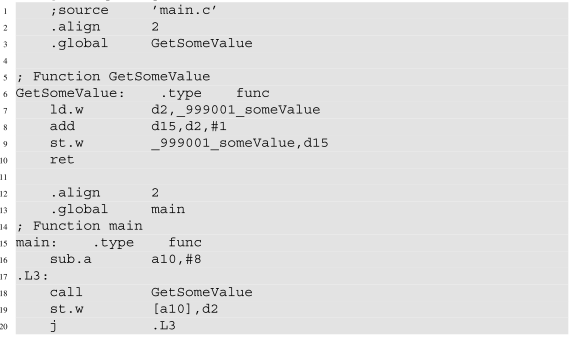 1 ;source 'main.c'
2 .align 2
3 .global GetSomeValue
4
5 ; Function GetSomeValue
6 GetSomeValue: .type func
7 ld.w d2,_999001_someValue
8 add d15,d2,#1
9 st.w _999001_someValue,d15
10 ret
11
12 .align 2
13 .global main
14 ; Function main
15 main: .type func
16 sub.a a10,#8
17 .L3:
18 call GetSomeValue
19 st.w [a10],d2
20 j .L3